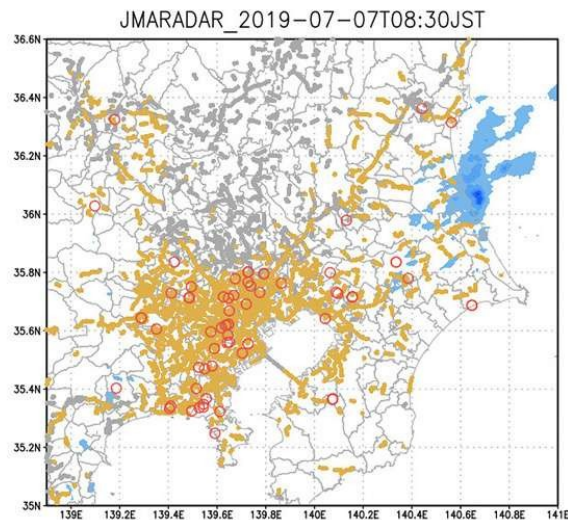 JMARADAR_2019-07-07T08:30JST
36.6N
36.4N
36.2N
36N
35.8N
35.6N
35.4N
35.2N
35N
139E 139.2E 139.4E 139.6E 139.8E 140E 140.2E 140.4E 140.6E 140.8E 141E